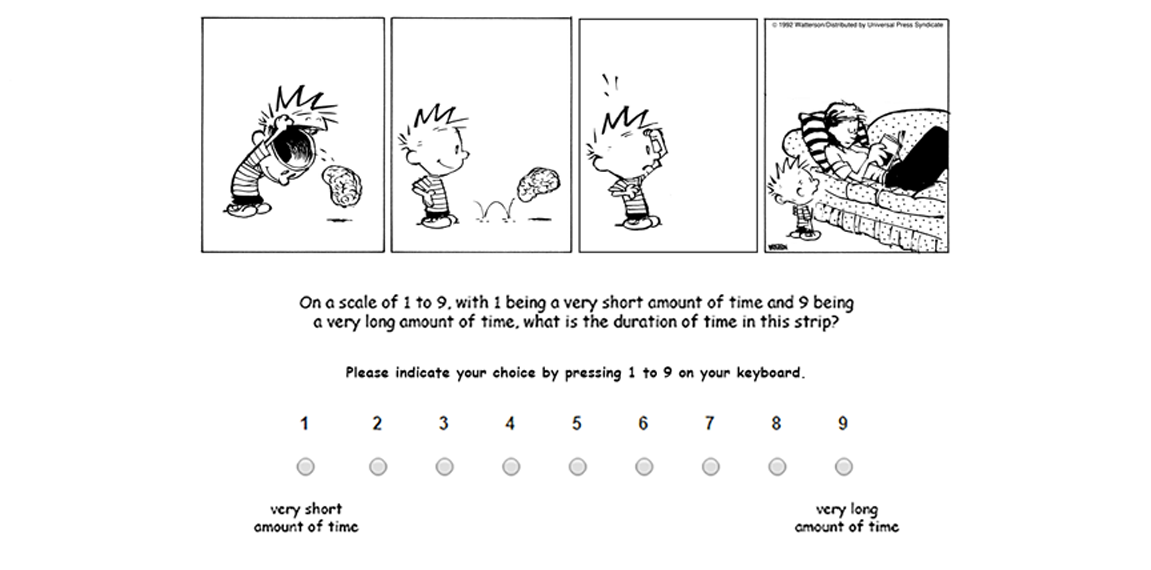 © 1992 Watterson/Distributed by Universal Press Syndicate
! !
On a scale of 1 to 9, with 1 being a very short amount of time and 9 being
a very long amount of time, what is the duration of time in this strip?
Please indicate your choice by pressing 1 to 9 on your keyboard.
1 2 3 4 5 6 7 8 9
very short
amount of time
very long
amount of time